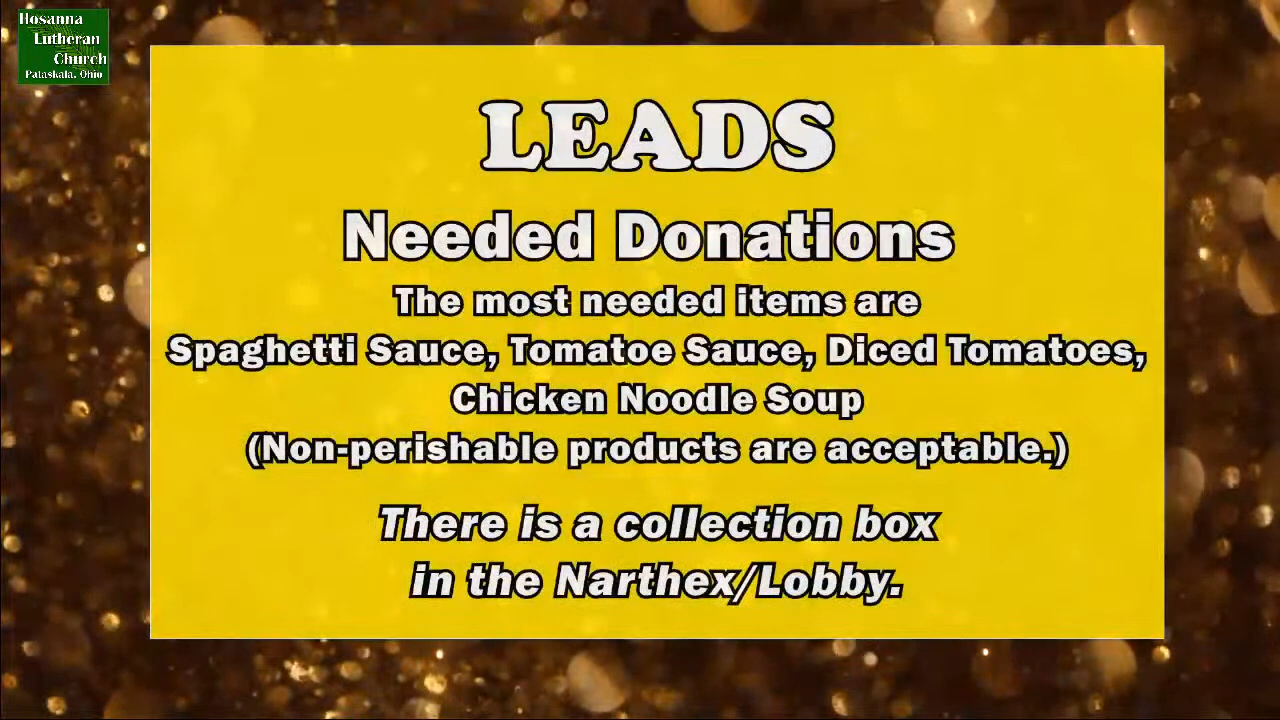 Hosanna
Lutheran
Church
Pataskala, Ohio
LEADS
Needed Donations
The most needed items are
Spaghetti Sauce, Tomatoe Sauce, Diced Tomatoes,
Chicken Noodle Soup
(Non-perishable products are acceptable.)
There is a collection box
in the Narthex/Lobby.